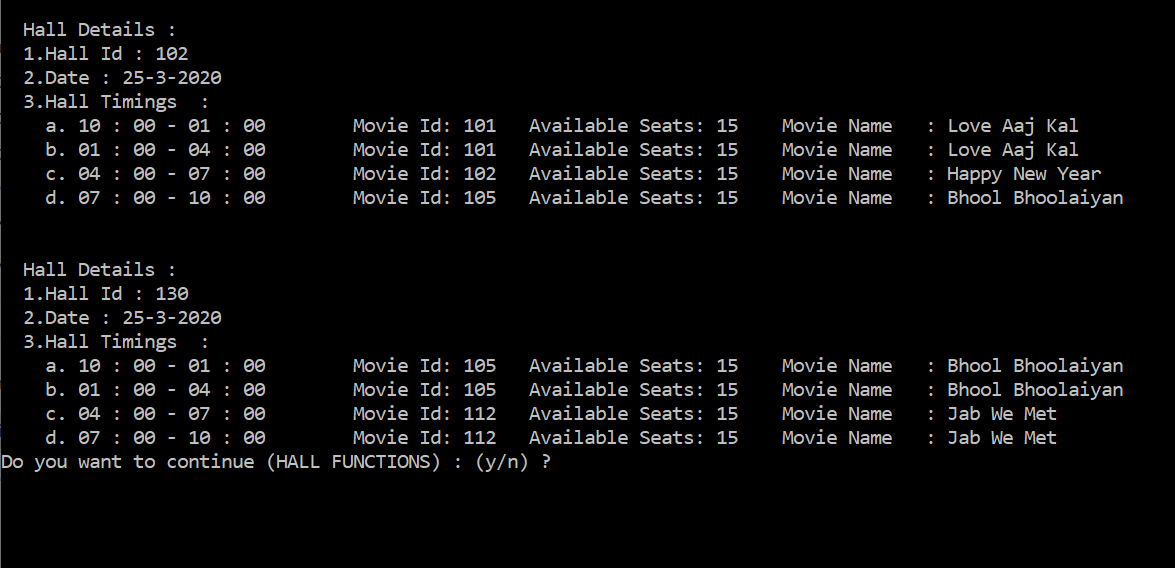 Hall Details :
1.Hall Id : 102
2.Date : 25-3-2020
3.Hall Timings  :
a. 10 : 00 - 01 : 00        Movie Id: 101   Available Seats: 15    Movie Name   : Love Aaj Kal
b. 01 : 00 - 04 : 00        Movie Id: 101   Available Seats: 15    Movie Name   : Love Aaj Kal
c. 04 : 00 - 07 : 00        Movie Id: 102   Available Seats: 15    Movie Name   : Happy New Year
d. 07 : 00 - 10 : 00        Movie Id: 105   Available Seats: 15    Movie Name   : Bhool Bhoolaiyan
Hall Details :
1.Hall Id : 130
2.Date : 25-3-2020
3.Hall Timings  :
a. 10 : 00 - 01 : 00        Movie Id: 105   Available Seats: 15    Movie Name   : Bhool Bhoolaiyan
b. 01 : 00 - 04 : 00        Movie Id: 105   Available Seats: 15    Movie Name   : Bhool Bhoolaiyan
c. 04 : 00 - 07 : 00        Movie Id: 112   Available Seats: 15    Movie Name   : Jab We Met
d. 07 : 00 - 10 : 00        Movie Id: 112   Available Seats: 15    Movie Name   : Jab We Met
Do you want to continue (HALL FUNCTIONS) : (y/n) ?